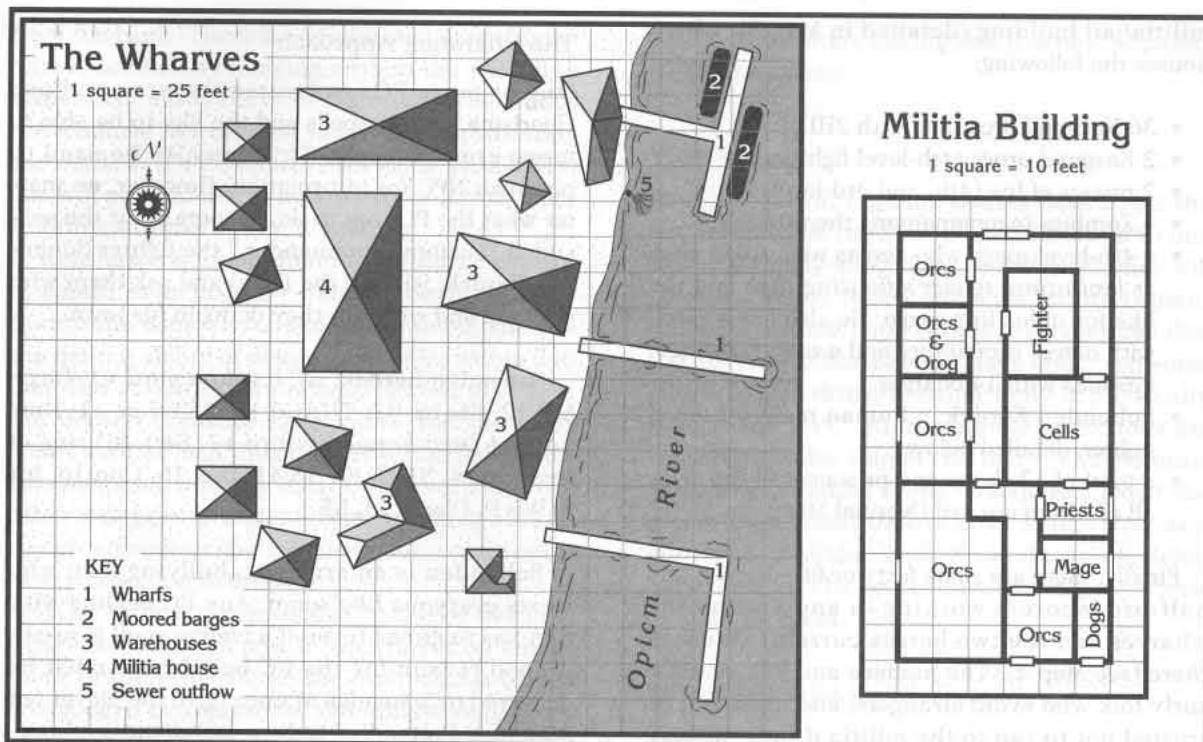 The Wharves
1 square = 25 feet
N
3
4
3
3
3
5
2
2
1
1
1
Opicm River
KEY
1 Wharfs
2 Moored barges
3 Warehouses
4 Militia house
5 Sewer outflow
Militia Building
1 square = 10 feet
Orcs
Orcs
&
Orog
Fighter
Orcs
Cells
Priests
Orcs
Mage
Orcs
Dogs